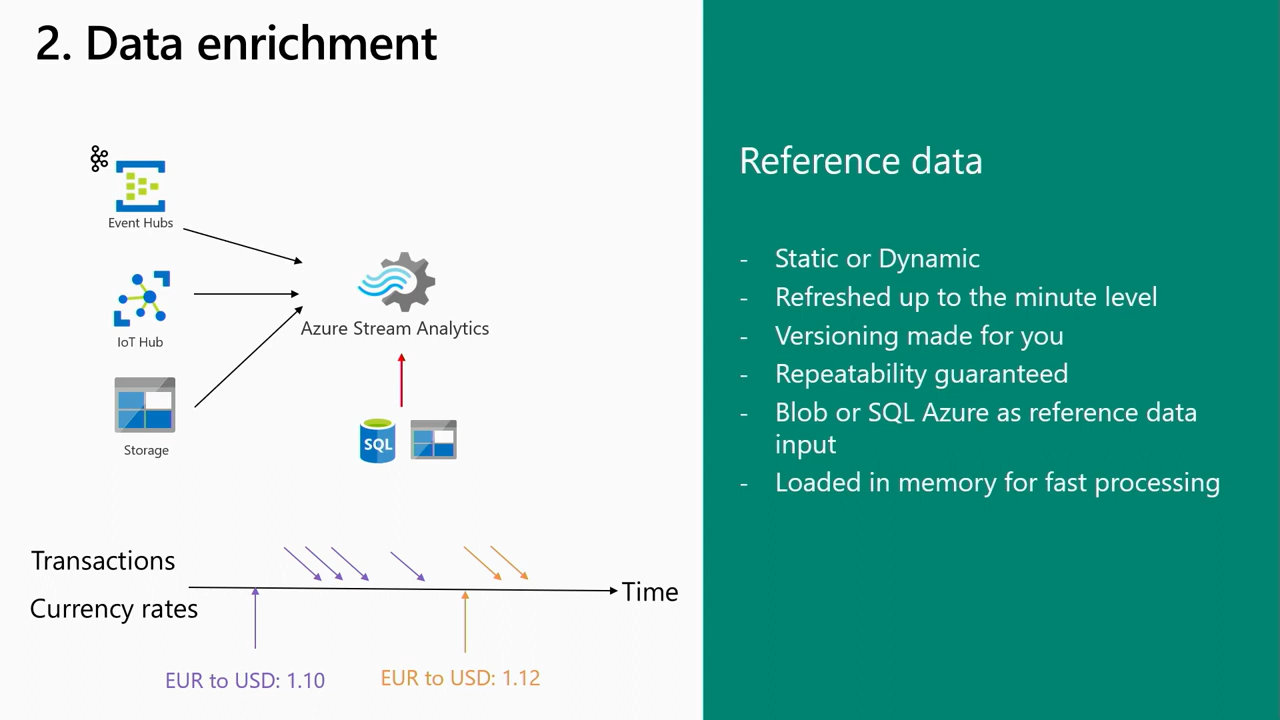 2. Data enrichment
Event Hubs
IoT Hub
Storage
Azure Stream Analytics
SQL
Transactions
Currency rates
Time
EUR to USD: 1.10
EUR to USD: 1.12
Reference data
- Static or Dynamic
- Refreshed up to the minute level
- Versioning made for you
- Repeatability guaranteed
- Blob or SQL Azure as reference data
input
- Loaded in memory for fast processing